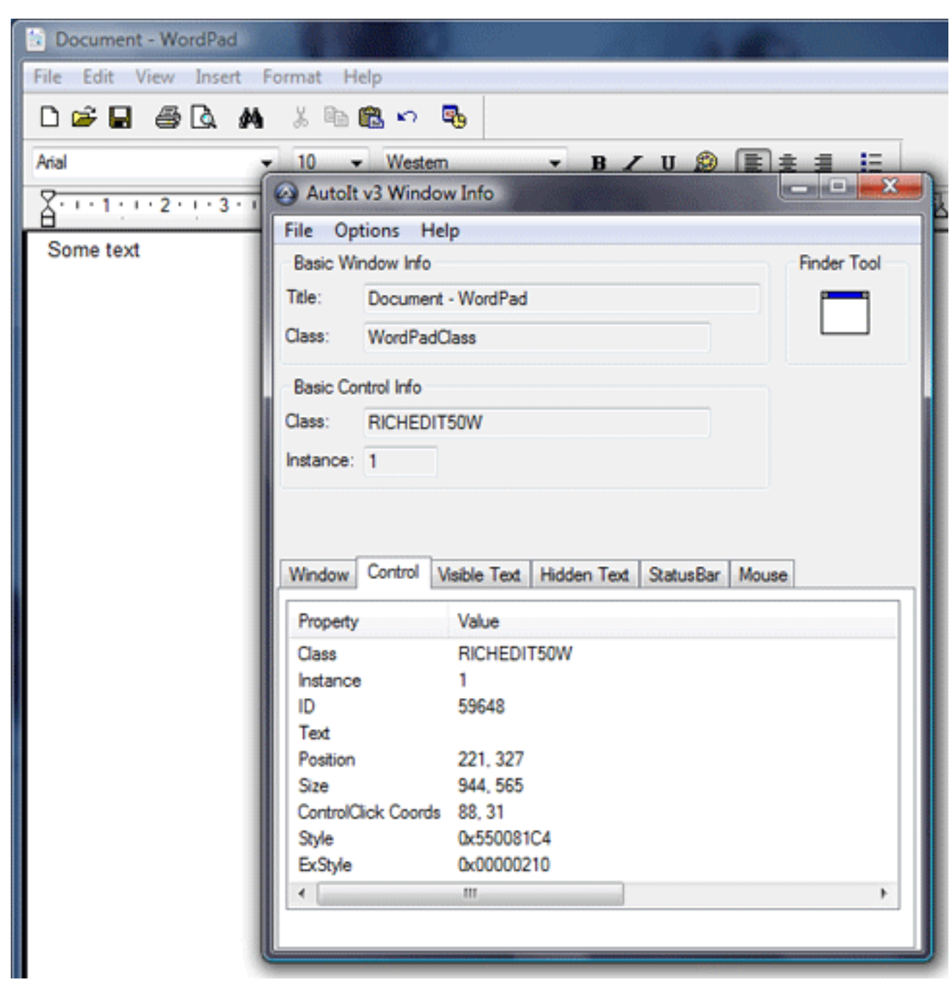 Document - WordPad
File Edit View Insert Format Help
Arial 10 Western B I U
1 2 3
Some text
AutoIt v3 Window Info
File Options Help
Basic Window Info
Finder Tool
Title: Document - WordPad
Class: WordPadClass
Basic Control Info
Class: RICHEDIT50W
Instance: 1
Window Control Visible Text Hidden Text StatusBar Mouse
Property Value
Class RICHEDIT50W
Instance 1
ID 59648
Text
Position 221, 327
Size 944, 565
ControlClick Coords 88, 31
Style 0x550081C4
ExStyle 0x00000210